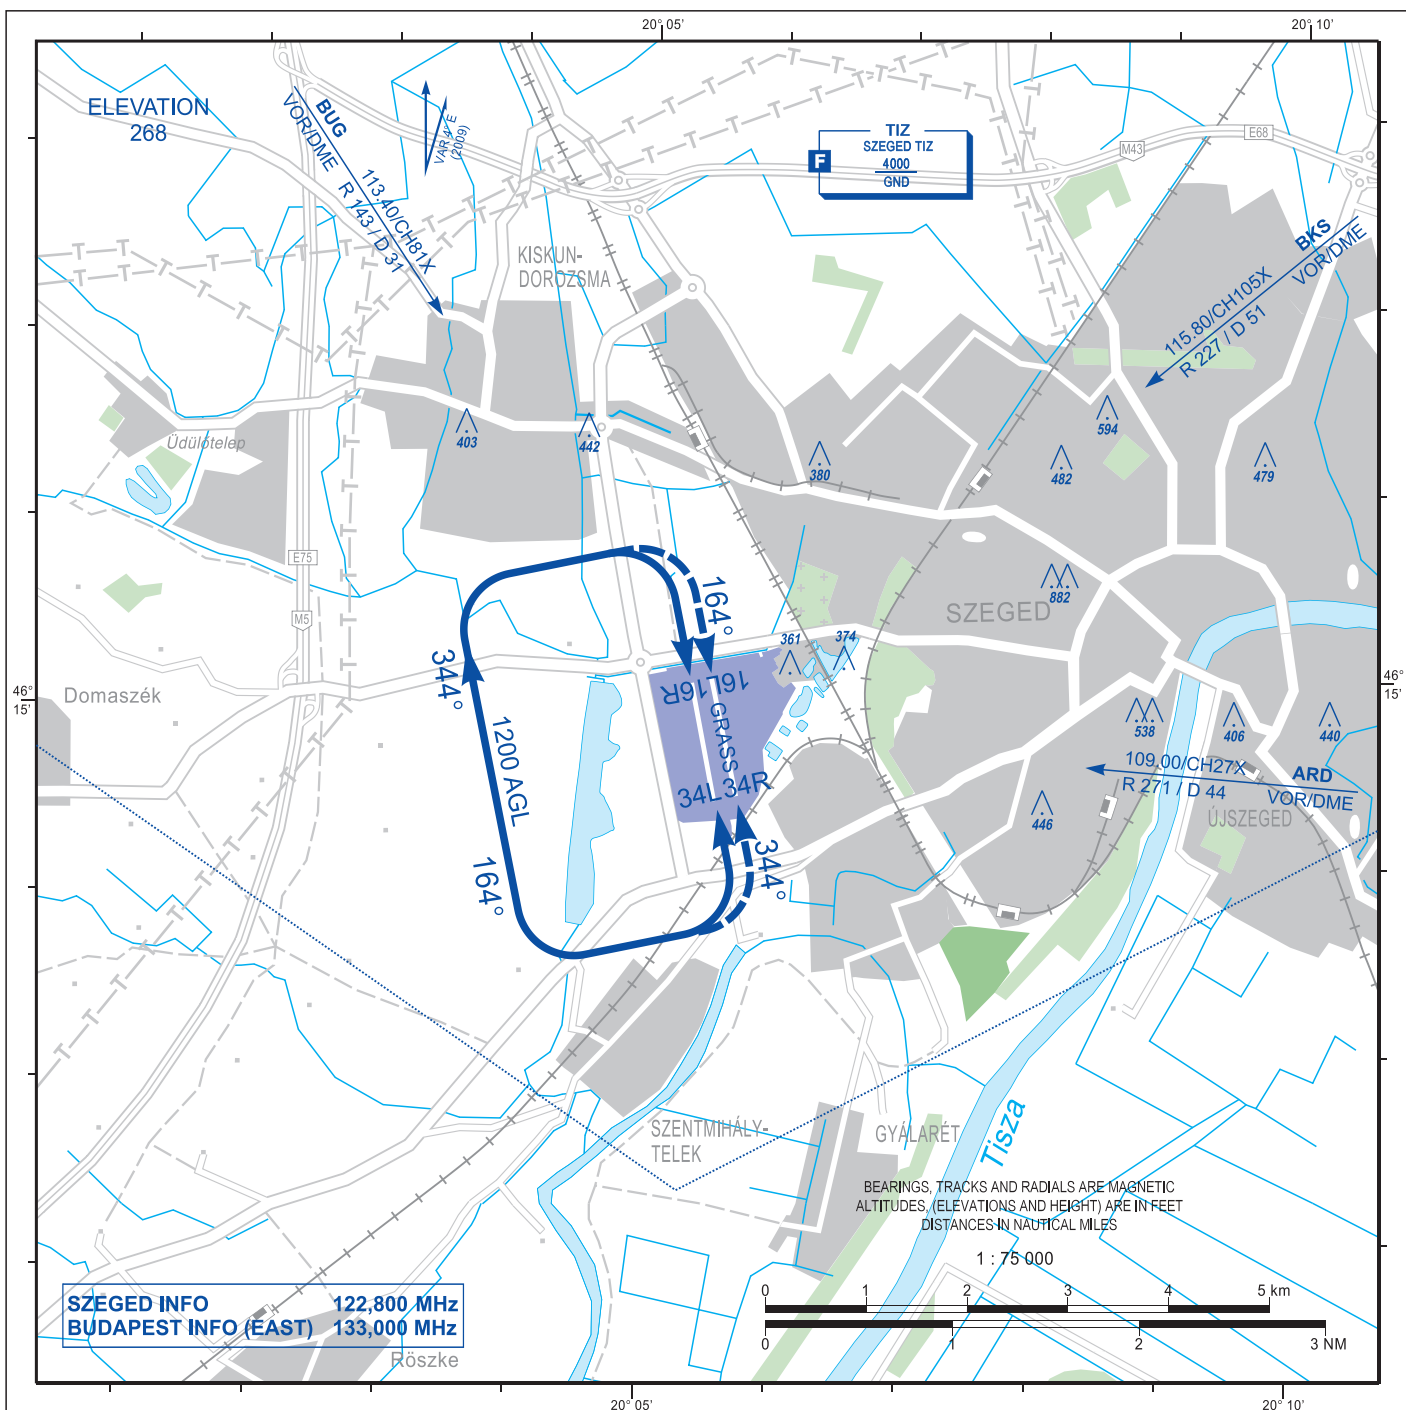 20° 05'
20° 10'
ELEVATION
268
BUG
VOR/DME
113.40/CH81X
R 143 / D 31
VAR 4° E
(2009)
TIZ
SZEGED TIZ
F
4000
GND
E68
M43
KISKUN-
DOROZSMA
BKS
VOR/DME
115.80/CH105X
R 227 / D 51
Üdülőtelep
403
442
380
594
482
479
E75
M5
882
SZEGED
164°
361
374
344°
16R
16L
GRASS
46°
15'
Domaszék
46°
15'
1200 AGL
538
406
440
109.00/CH27X
R 271 / D 44
ARD
VOR/DME
34L
34R
446
ÚJSZEGED
164°
344°
SZENTMIHÁLY-
TELEK
GYÁLARÉT
Tisza
BEARINGS, TRACKS AND RADIALS ARE MAGNETIC
ALTITUDES, (ELEVATIONS AND HEIGHT) ARE IN FEET
DISTANCES IN NAUTICAL MILES
1 : 75 000
0 1 2 3 4 5 km
0 1 2 3 NM
SZEGED INFO 122,800 MHz
BUDAPEST INFO (EAST) 133,000 MHz
Röszke
20° 05'
20° 10'